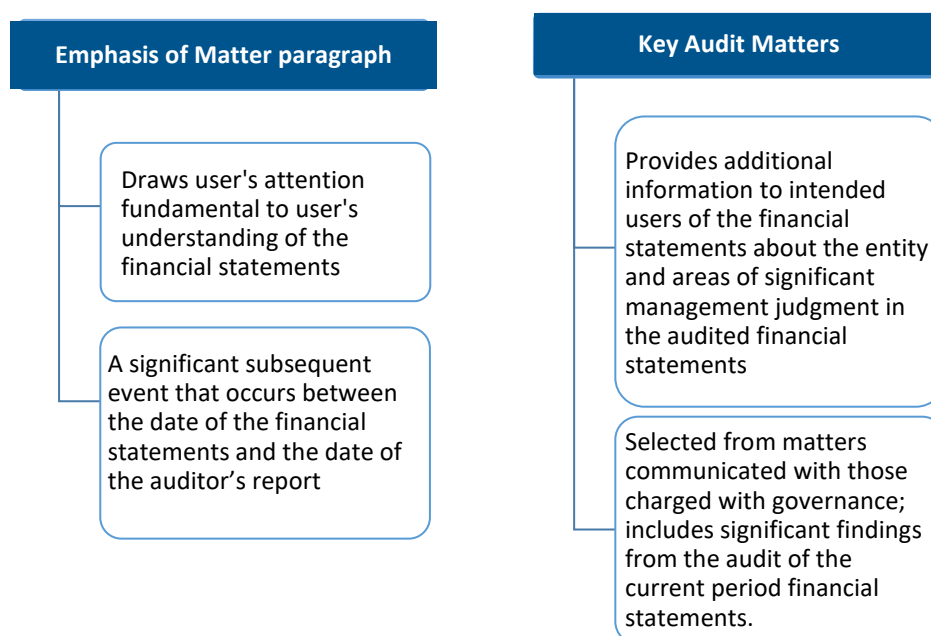 Emphasis of Matter paragraph
Draws user's attention
fundamental to user's
understanding of the
financial statements
A significant subsequent
event that occurs between
the date of the financial
statements and the date of
the auditor’s report
Key Audit Matters
Provides additional
information to intended
users of the financial
statements about the entity
and areas of significant
management judgment in
the audited financial
statements
Selected from matters
communicated with those
charged with governance;
includes significant findings
from the audit of the
current period financial
statements.